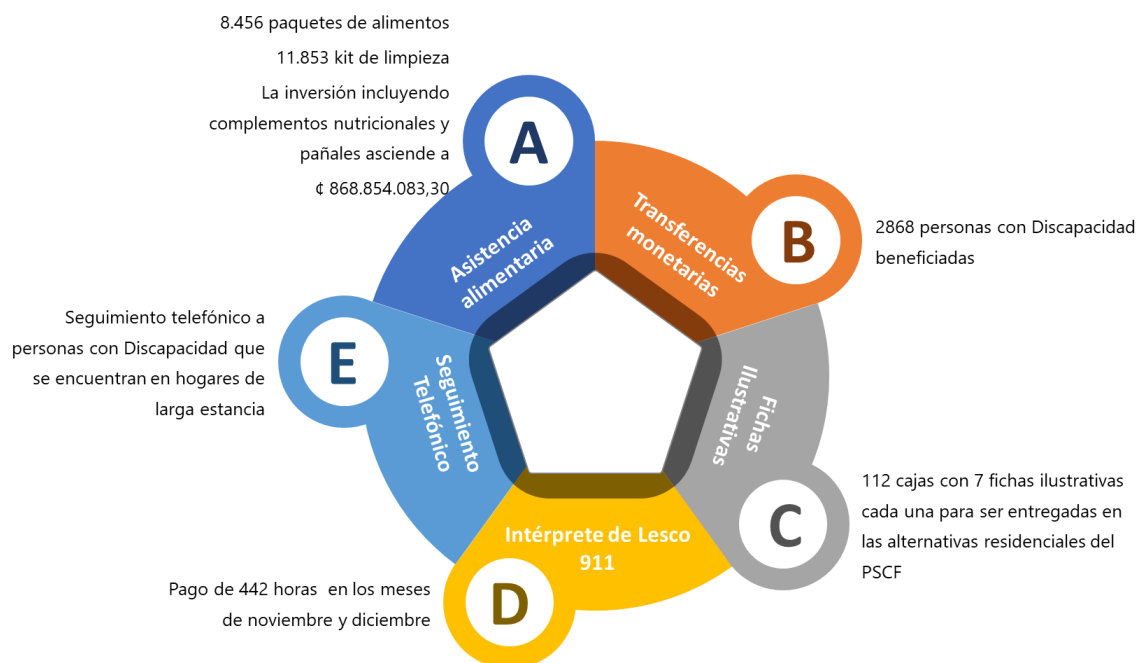 8.456 paquetes de alimentos
11.853 kit de limpieza
La inversión incluyendo
complementos nutricionales y
pañales asciende a
¢ 868.854.083,30
A
Asistencia
alimentaria
Transferencias
monetarias
B
2868 personas con Discapacidad
beneficiadas
Fichas
Ilustrativas
C
112 cajas con 7 fichas ilustrativas
cada una para ser entregadas en
las alternativas residenciales del
PSCF
Intérprete de Lesco
911
D
Pago de 442 horas  en los meses
de noviembre y diciembre
Seguimiento
Telefónico
E
Seguimiento telefónico a
personas con Discapacidad que
se encuentran en hogares de
larga estancia